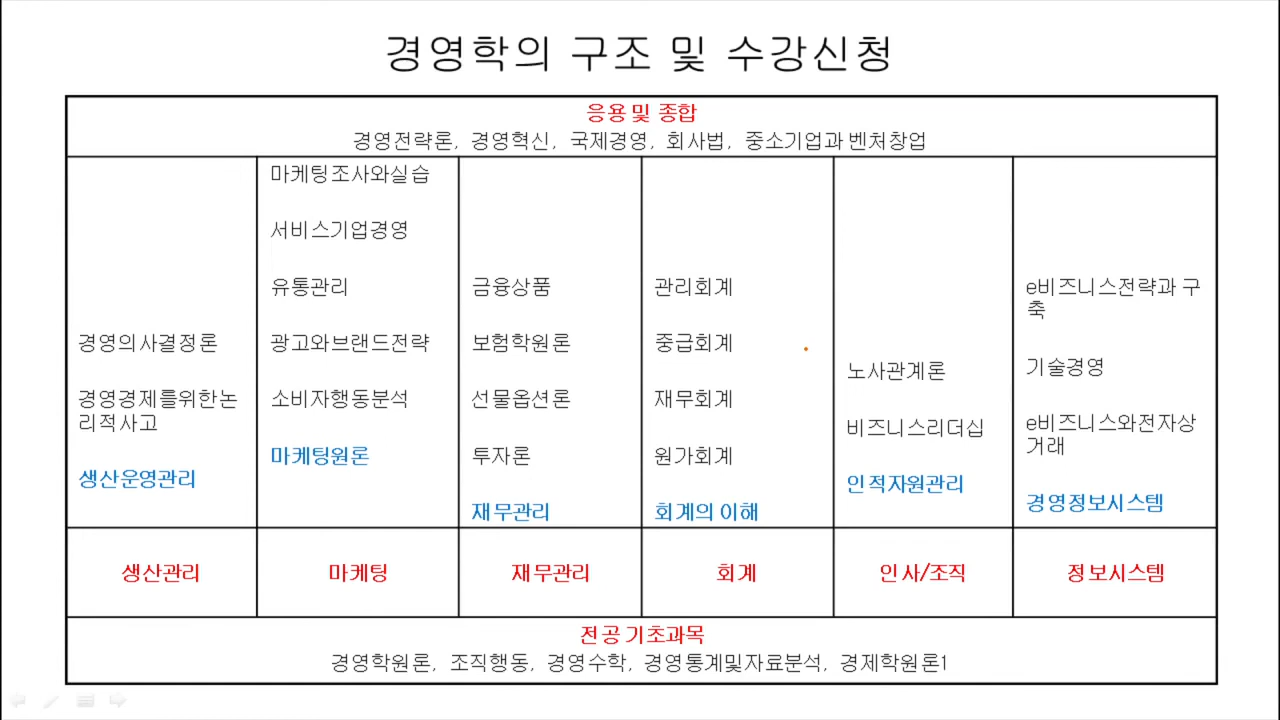 경영학의 구조 및 수강신청
응용 및 종합
경영전략론, 경영혁신, 국제경영, 회사법, 중소기업과 벤처창업
경영의사결정론
경영경제를위한논
리적사고
생산운영관리
마케팅조사와실습
서비스기업경영
유통관리
광고와브랜드전략
소비자행동분석
마케팅원론
금융상품
보험학원론
선물옵션론
투자론
재무관리
관리회계
중급회계
재무회계
원가회계
회계의 이해
노사관계론
비즈니스리더십
인적자원관리
e비즈니스전략과 구
축
기술경영
e비즈니스와전자상
거래
경영정보시스템
생산관리
마케팅
재무관리
회계
인사/조직
정보시스템
전공 기초과목
경영학원론, 조직행동, 경영수학, 경영통계및자료분석, 경제학원론1